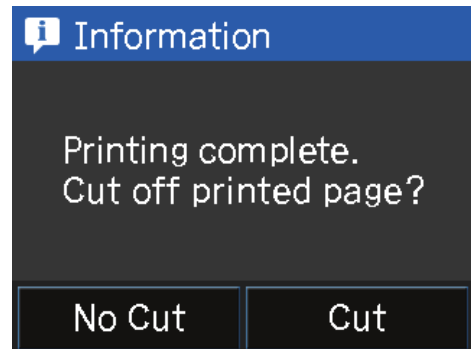 Information
Printing complete.
Cut off printed page?
No Cut
Cut